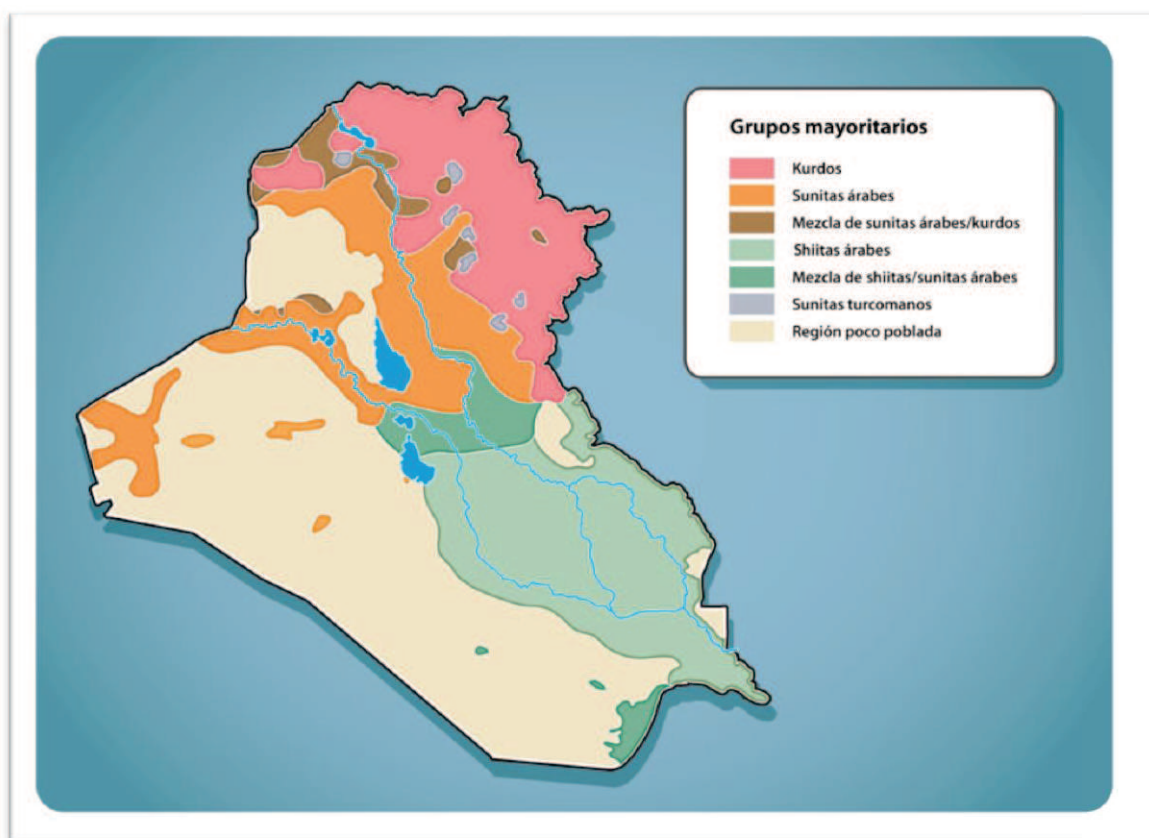 Grupos mayoritarios
Kurdos
Sunitas árabes
Mezcla de sunitas árabes/kurdos
Shiitas árabes
Mezcla de shiitas/sunitas árabes
Sunitas turcomanos
Región poco poblada